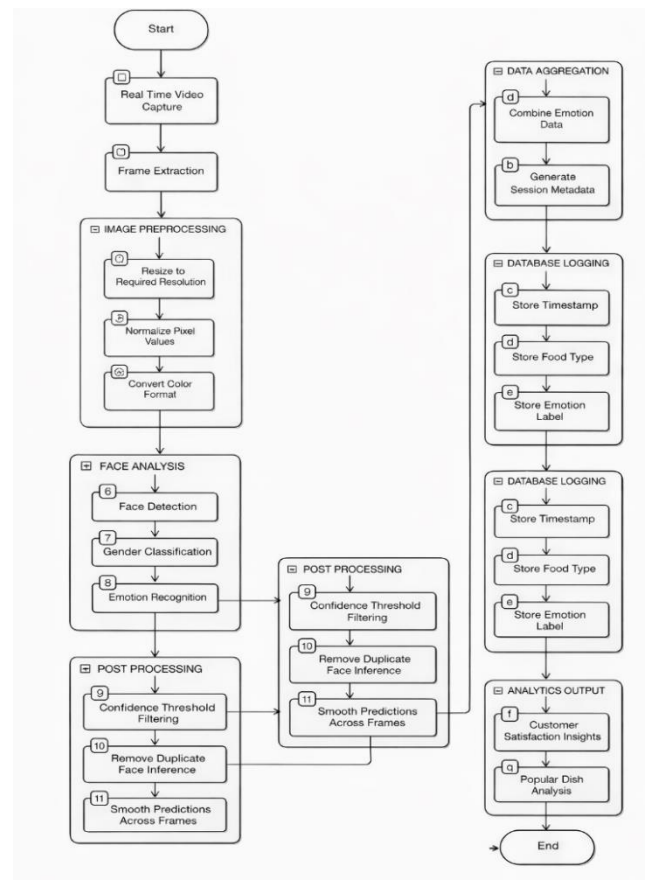 Start
Real Time Video
Capture
Frame Extraction
IMAGE PREPROCESSING
Resize to
Required Resolution
Normalize Pixel
Values
Convert Color
Format
FACE ANALYSIS
6
Face Detection
7
Gender Classification
8
Emotion Recognition
POST PROCESSING
9
Confidence Threshold
Filtering
10
Remove Duplicate
Face Inference
11
Smooth Predictions
Across Frames
POST PROCESSING
9
Confidence Threshold
Filtering
10
Remove Duplicate
Face Inference
11
Smooth Predictions
Across Frames
DATA AGGREGATION
d
Combine Emotion
Data
b
Generate
Session Metadata
DATABASE LOGGING
c
Store Timestamp
d
Store Food Type
e
Store Emotion
Label
DATABASE LOGGING
c
Store Timestamp
d
Store Food Type
e
Store Emotion
Label
ANALYTICS OUTPUT
f
Customer
Satisfaction Insights
q
Popular Dish
Analysis
End